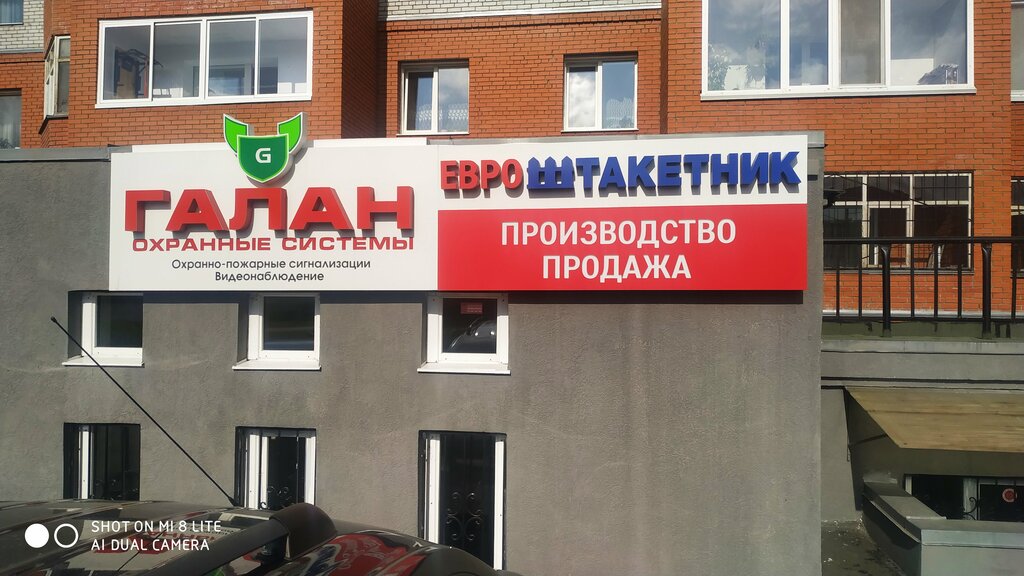 G
ГАЛАН
ОХРАННЫЕ СИСТЕМЫ
Охранно-пожарные сигнализации
Видеонаблюдение
ЕВРОШТАКЕТНИК
ПРОИЗВОДСТВО
ПРОДАЖА
SHOT ON MI 8 LITE
AI DUAL CAMERA